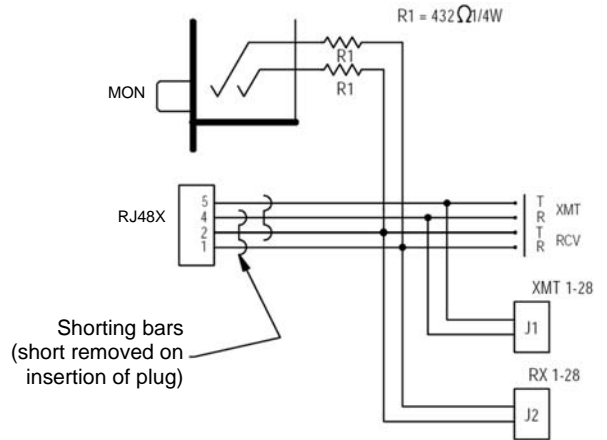 R1 = 432Ω1/4W
R1
MON
R1
RJ48X
5
4
2
1
T
R
XMT
T
R
RCV
XMT 1-28
J1
Shorting bars
(short removed on
insertion of plug)
RX 1-28
J2